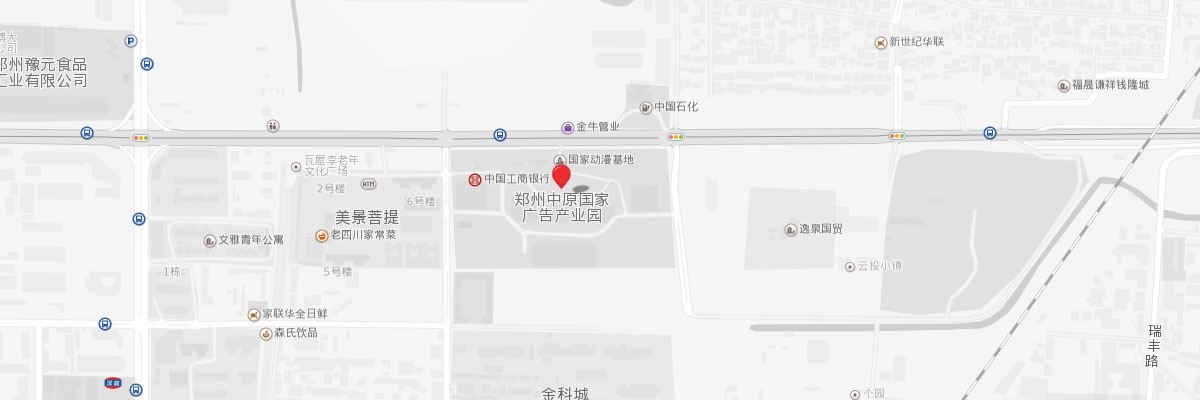 P
新世纪华联
郑州豫元食品
工业有限公司
福晟谦祥钱隆城
中国石化
金牛管业
国家动漫基地
瓦屋李老年
文化广场
中国工商银行
2号楼
ATM
郑州中原国家
广告产业园
6号楼
美景菩提
老四川家常菜
逸泉国贸
文雅青年公寓
云投小镇
1栋
5号楼
家联华全日鲜
森氏饮品
瑞丰路
金科城
个园